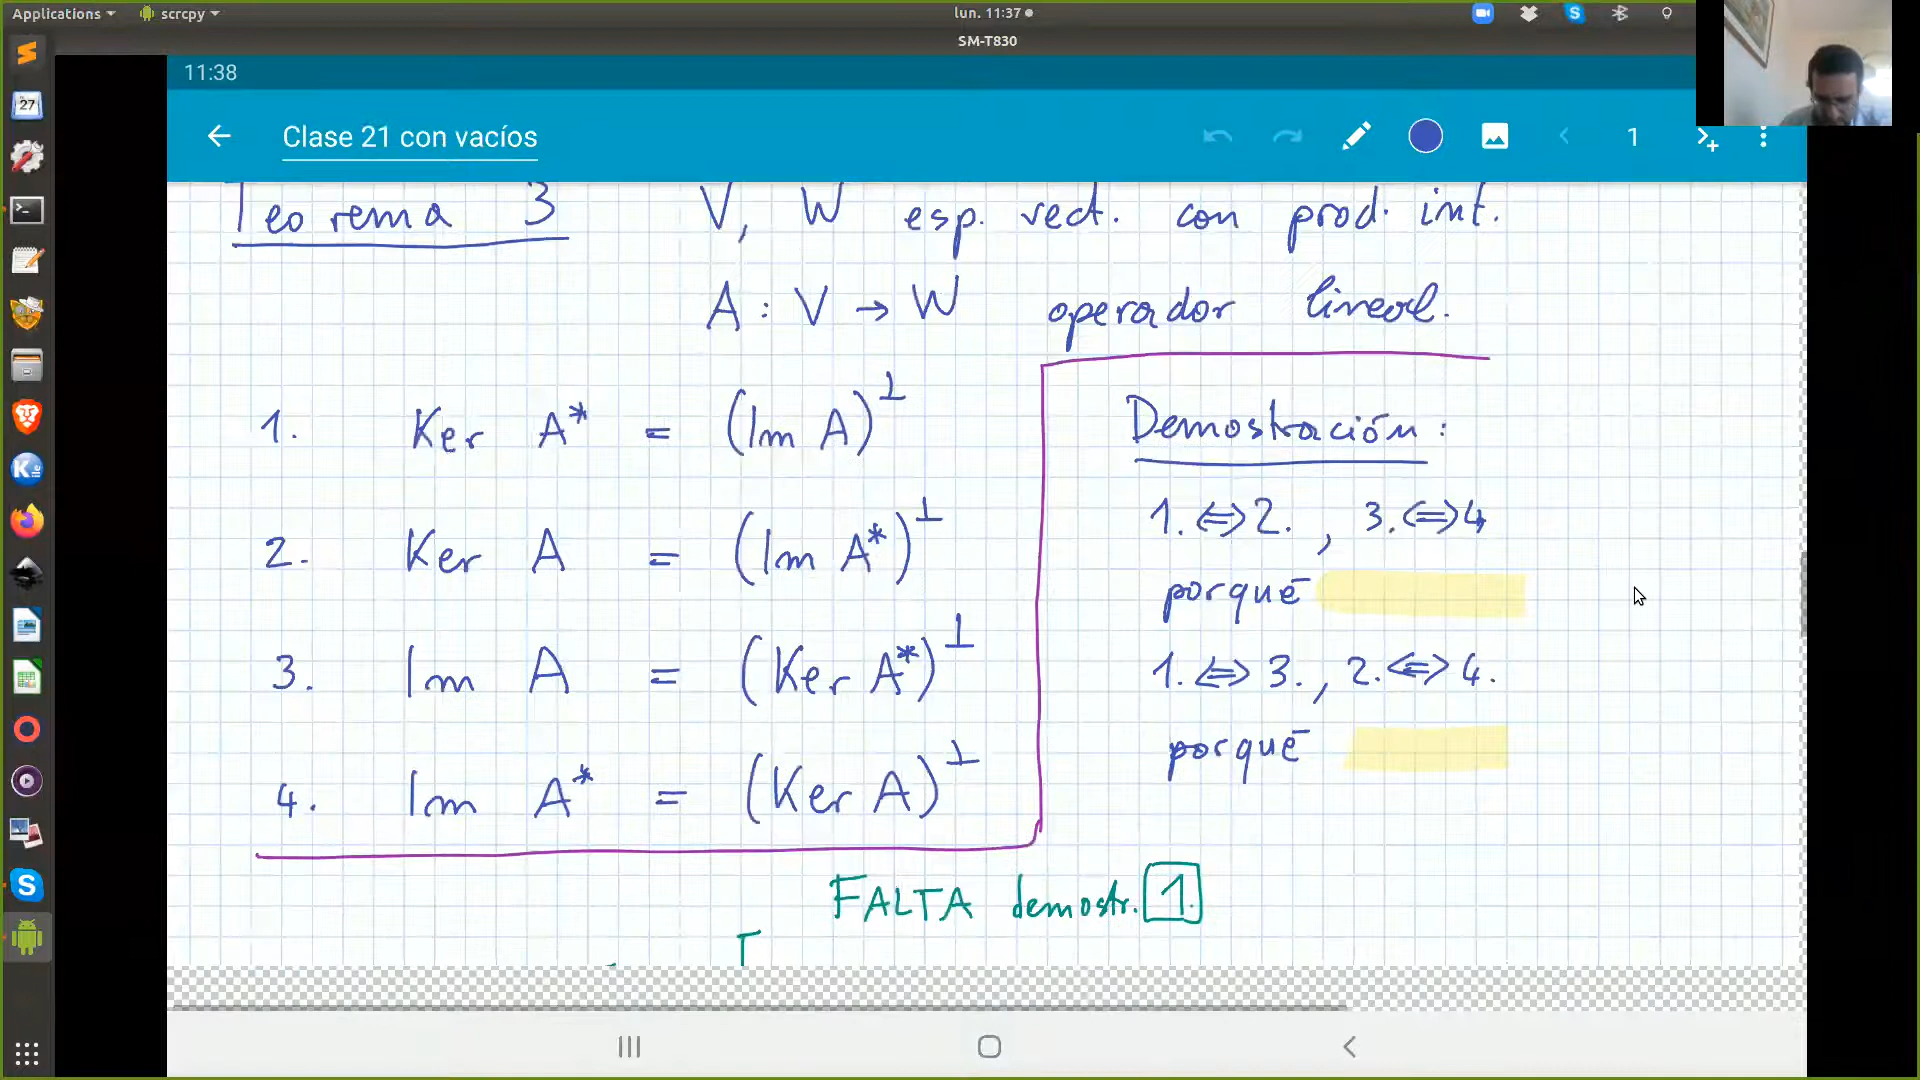 Applications
scrcpy
lun. 11:37
SM-T830
11:38
Clase 21 con vacíos
1
Teorema 3 V, W esp. vect. con prod. int.
A : V → W operador lineal.
1. Ker A* = (Im A)⊥
2. Ker A = (Im A*)⊥
3. Im A = (Ker A*)⊥
4. Im A* = (Ker A)⊥
Demostración:
1. ⇔ 2. , 3. ⇔ 4
porqué
1. ⇔ 3. , 2. ⇔ 4.
porqué
FALTA demostr. 1.